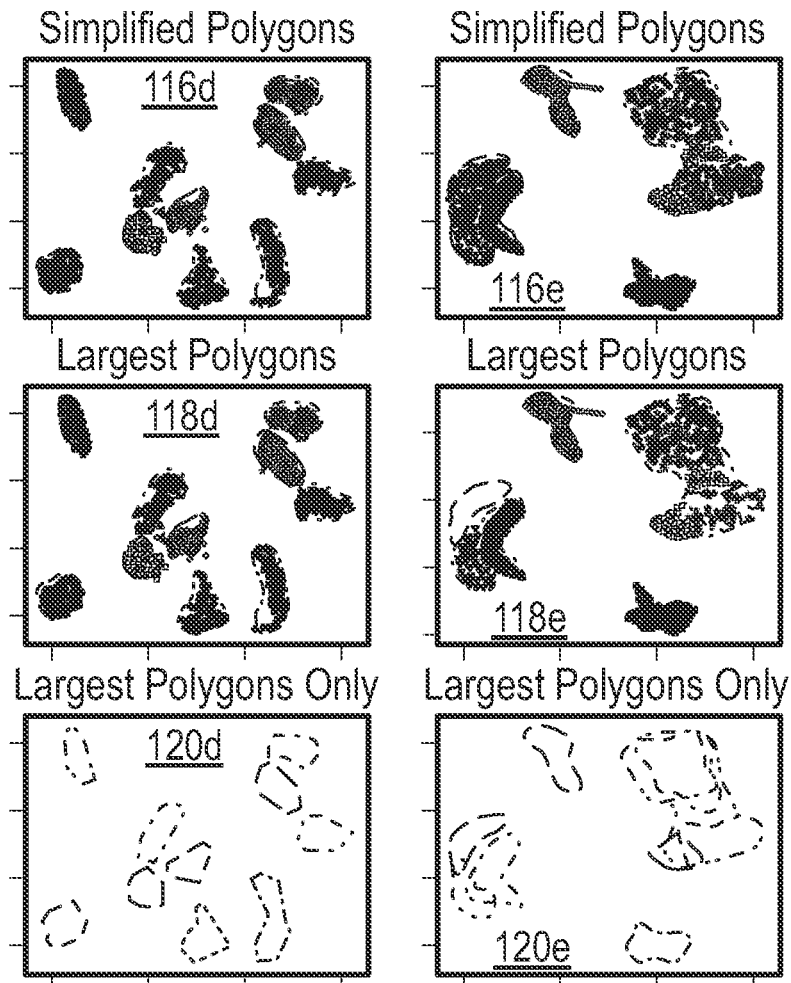 Simplified Polygons
Simplified Polygons
116d
116e
Largest Polygons
Largest Polygons
118d
118e
Largest Polygons Only
Largest Polygons Only
120d
120e